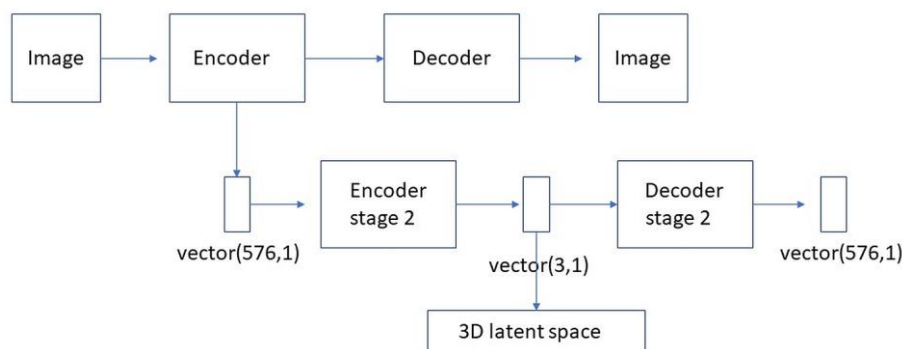 Image
Encoder
Decoder
Image
Encoder
stage 2
Decoder
stage 2
vector(576,1)
vector(3,1)
vector(576,1)
3D latent space